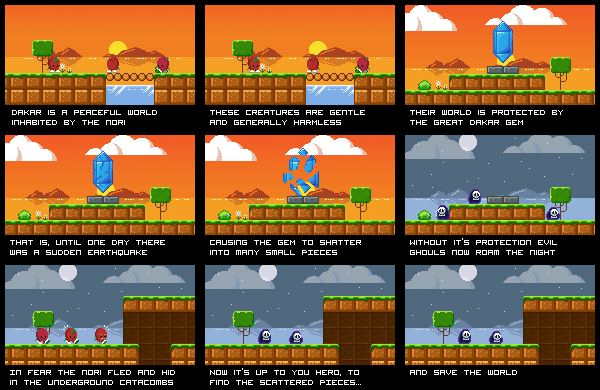 DAKAR IS A PEACEFUL WORLD
INHABITED BY THE NORI
THESE CREATURES ARE GENTLE
AND GENERALLY HARMLESS
THEIR WORLD IS PROTECTED BY
THE GREAT DAKAR GEM
THAT IS, UNTIL ONE DAY THERE
WAS A SUDDEN EARTHQUAKE
CAUSING THE GEM TO SHATTER
INTO MANY SMALL PIECES
WITHOUT IT'S PROTECTION EVIL
GHOULS NOW ROAM THE NIGHT
IN FEAR THE NORI FLED AND HID
IN THE UNDERGROUND CATACOMBS
NOW IT'S UP TO YOU HERO, TO
FIND THE SCATTERED PIECES...
AND SAVE THE WORLD